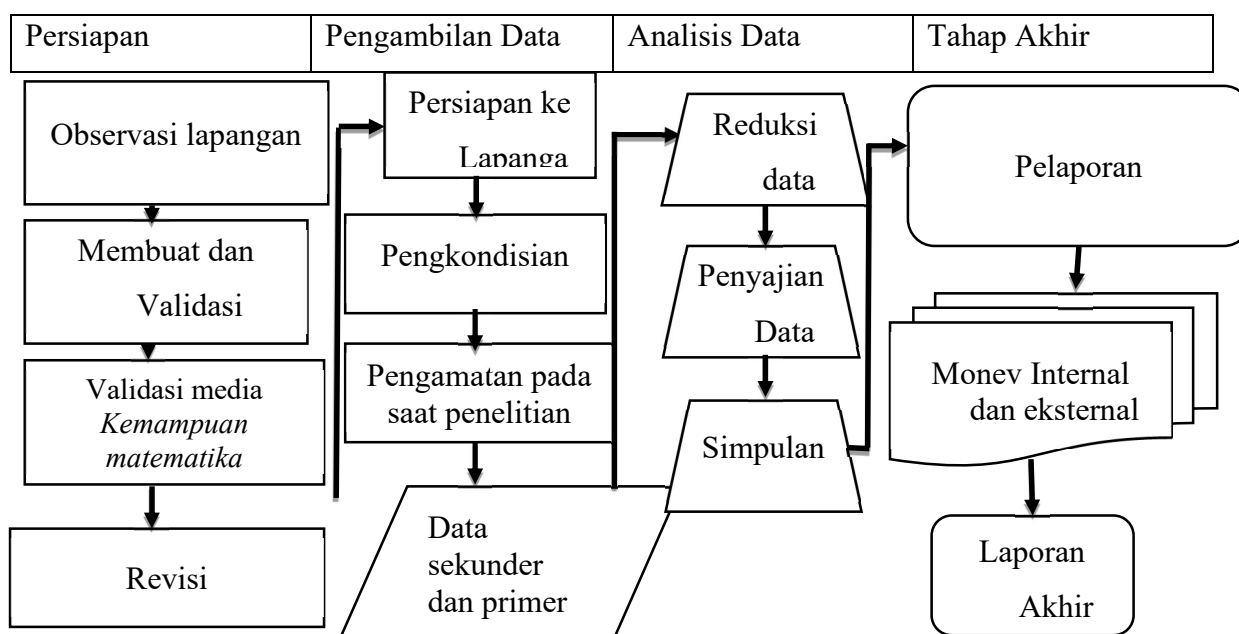 Persiapan
Pengambilan Data
Analisis Data
Tahap Akhir
Observasi lapangan
Membuat dan
Validasi
Validasi media
Kemampuan
matematika
Revisi
Persiapan ke
Lapanga
Pengkondisian
Pengamatan pada
saat penelitian
Data
sekunder
dan primer
Reduksi
data
Penyajian
Data
Simpulan
Pelaporan
Monev Internal
dan eksternal
Laporan
Akhir